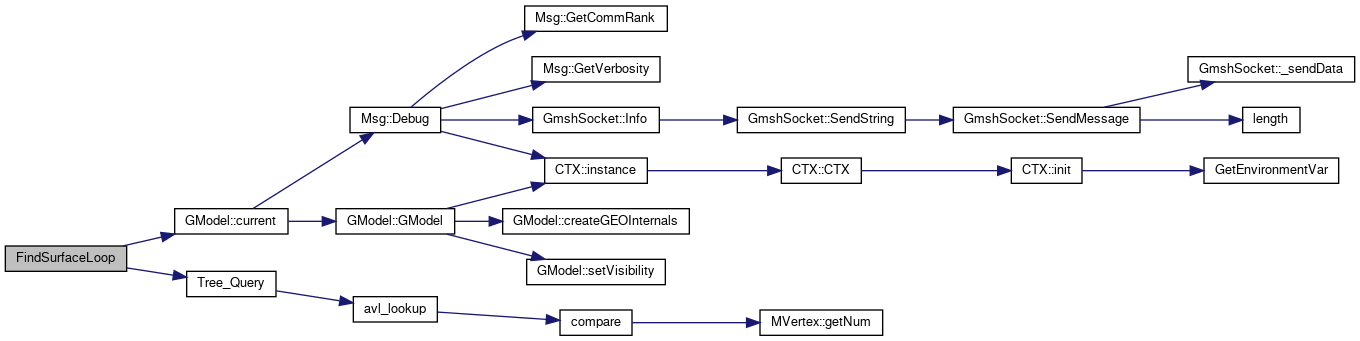 Msg::GetCommRank
Msg::GetVerbosity
GmshSocket::_sendData
Msg::Debug
GmshSocket::Info
GmshSocket::SendString
GmshSocket::SendMessage
length
CTX::instance
CTX::CTX
CTX::init
GetEnvironmentVar
GModel::current
GModel::GModel
GModel::createGEOInternals
FindSurfaceLoop
GModel::setVisibility
Tree_Query
avl_lookup
compare
MVertex::getNum